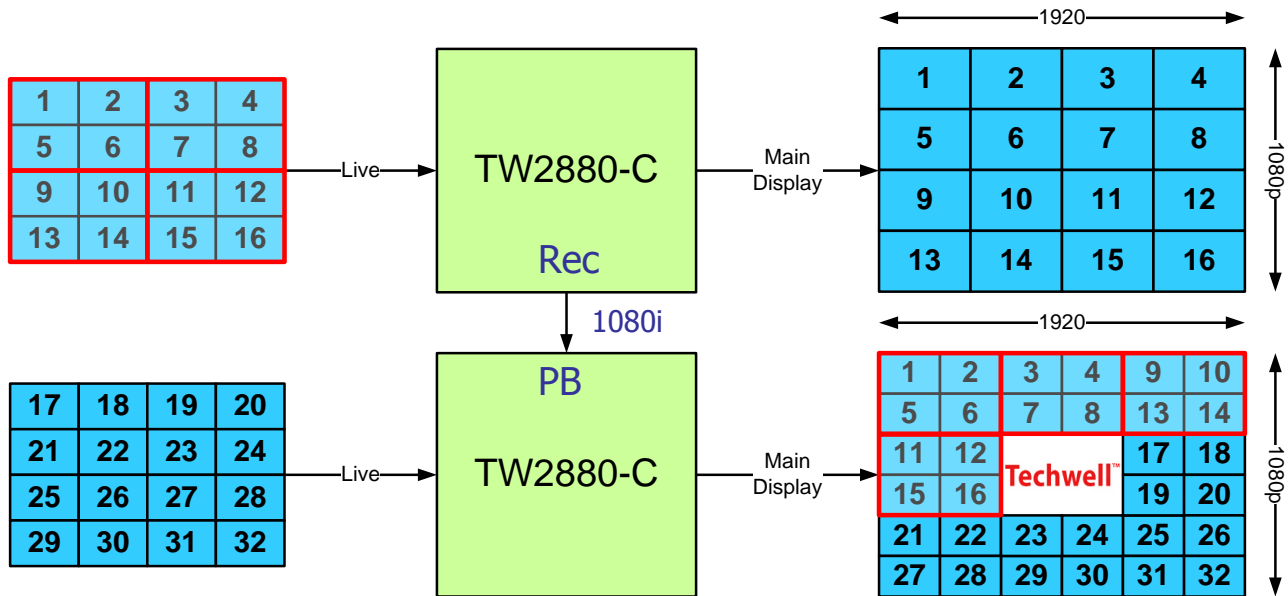 1920
1 2 3 4
5 6 7 8
9 10 11 12
13 14 15 16
Live
TW2880-C
Rec
Main
Display
1 2 3 4
5 6 7 8
9 10 11 12
13 14 15 16
1080p
1080i
1920
17 18 19 20
21 22 23 24
25 26 27 28
29 30 31 32
Live
PB
TW2880-C
Main
Display
1 2 3 4 9 10
5 6 7 8 13 14
11 12 17 18
Techwell™
15 16 19 20
21 22 23 24 25 26
27 28 29 30 31 32
1080p